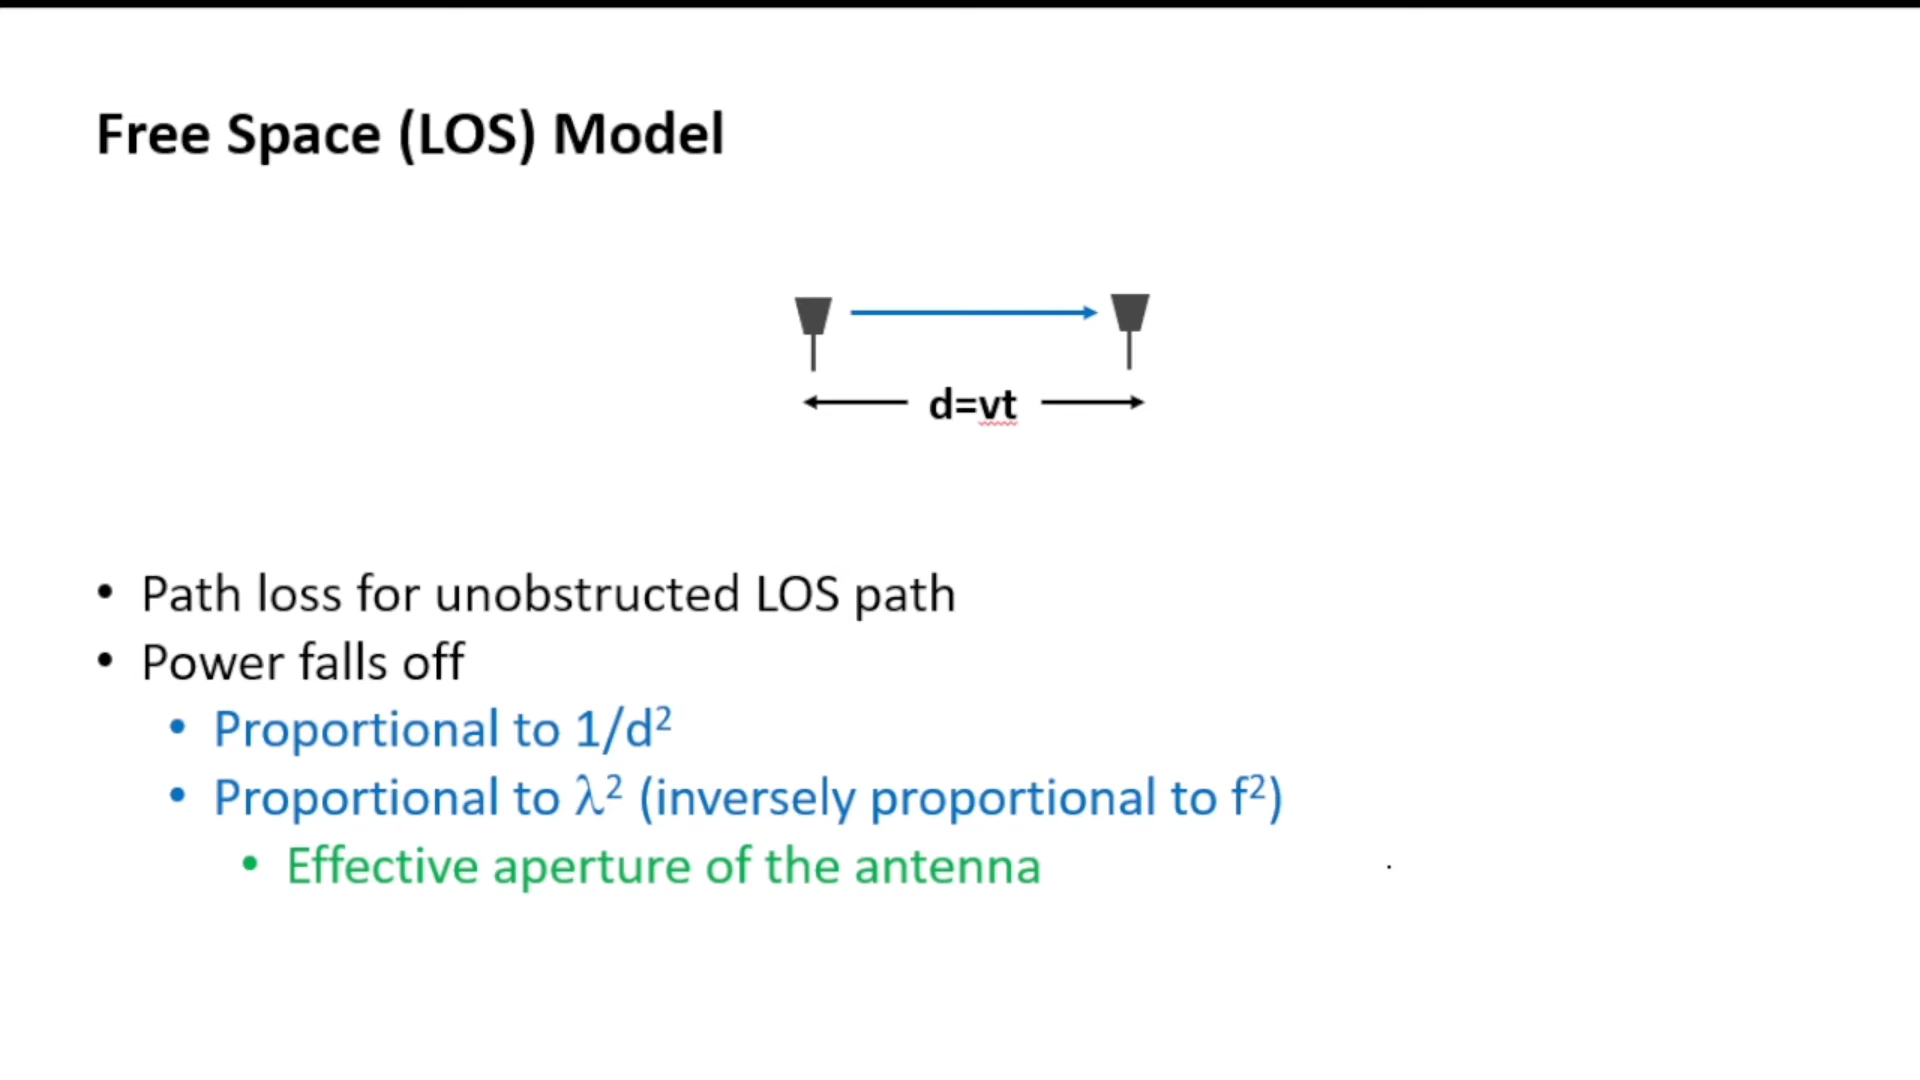 Free Space (LOS) Model
d=vt
• Path loss for unobstructed LOS path
• Power falls off
• Proportional to 1/d²
• Proportional to λ² (inversely proportional to f²)
• Effective aperture of the antenna